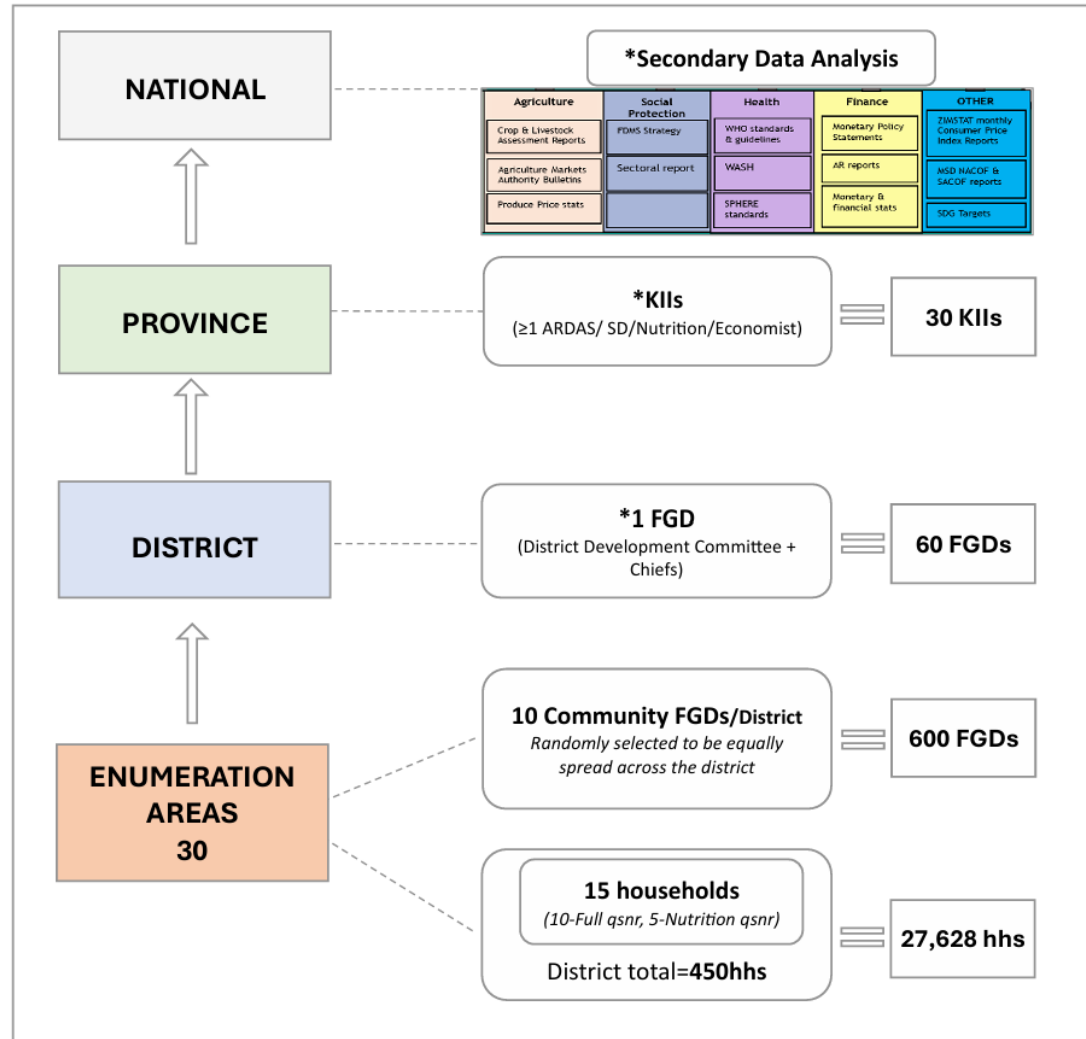 NATIONAL
*Secondary Data Analysis
Agriculture
Crop & Livestock
Assessment Reports
Agriculture Markets
Authority Bulletins
Produce Price stats
Social
Protection
FDMS Strategy
Sectoral report
Health
WHO standards
& guidelines
WASH
SPHERE
standards
Finance
Monetary Policy
Statements
AR reports
Monetary &
financial stats
OTHER
ZIMSTAT monthly
Consumer Price
Index Reports
MSD NACOF &
SACOF reports
SDG Targets
PROVINCE
*KIIs
(≥1 ARDAS/ SD/Nutrition/Economist)
30 KIIs
DISTRICT
*1 FGD
(District Development Committee +
Chiefs)
60 FGDs
ENUMERATION
AREAS
30
10 Community FGDs/District
Randomly selected to be equally
spread across the district
600 FGDs
15 households
(10-Full qsnr, 5-Nutrition qsnr)
District total=450hhs
27,628 hhs